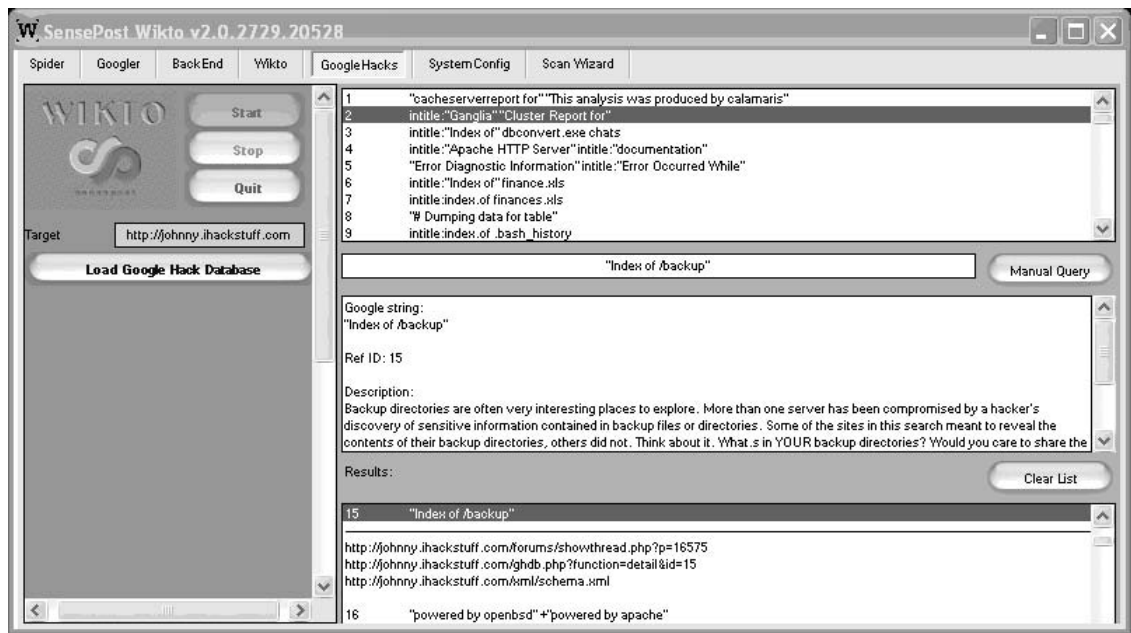 W SensePost Wikto v2.0.2729.20528
Spider Googler BackEnd Wikto GoogleHacks SystemConfig Scan Wizard
WIKTO
sensepost
Start
Stop
Quit
Target http://johnny.ihackstuff.com
Load Google Hack Database
1 "cacheserverreport for""This analysis was produced by calamaris"
2 intitle:"Ganglia""Cluster Report for"
3 intitle:"Index of" dbconvert.exe chats
4 intitle:"Apache HTTP Server"intitle:"documentation"
5 "Error Diagnostic Information"intitle:"Error Occurred While"
6 intitle:"Index of" finance.xls
7 intitle:index.of finances.xls
8 "# Dumping data for table"
9 intitle:index.of .bash_history
"Index of /backup"
Manual Query
Google string:
"Index of /backup"
Ref ID: 15
Description:
Backup directories are often very interesting places to explore. More than one server has been compromised by a hacker's
discovery of sensitive information contained in backup files or directories. Some of the sites in this search meant to reveal the
contents of their backup directories, others did not. Think about it. What.s in YOUR backup directories? Would you care to share the
Results:
Clear List
15 "Index of /backup"
http://johnny.ihackstuff.com/forums/showthread.php?p=16575
http://johnny.ihackstuff.com/ghdb.php?function=detail&id=15
http://johnny.ihackstuff.com/xml/schema.xml
16 "powered by openbsd" +"powered by apache"